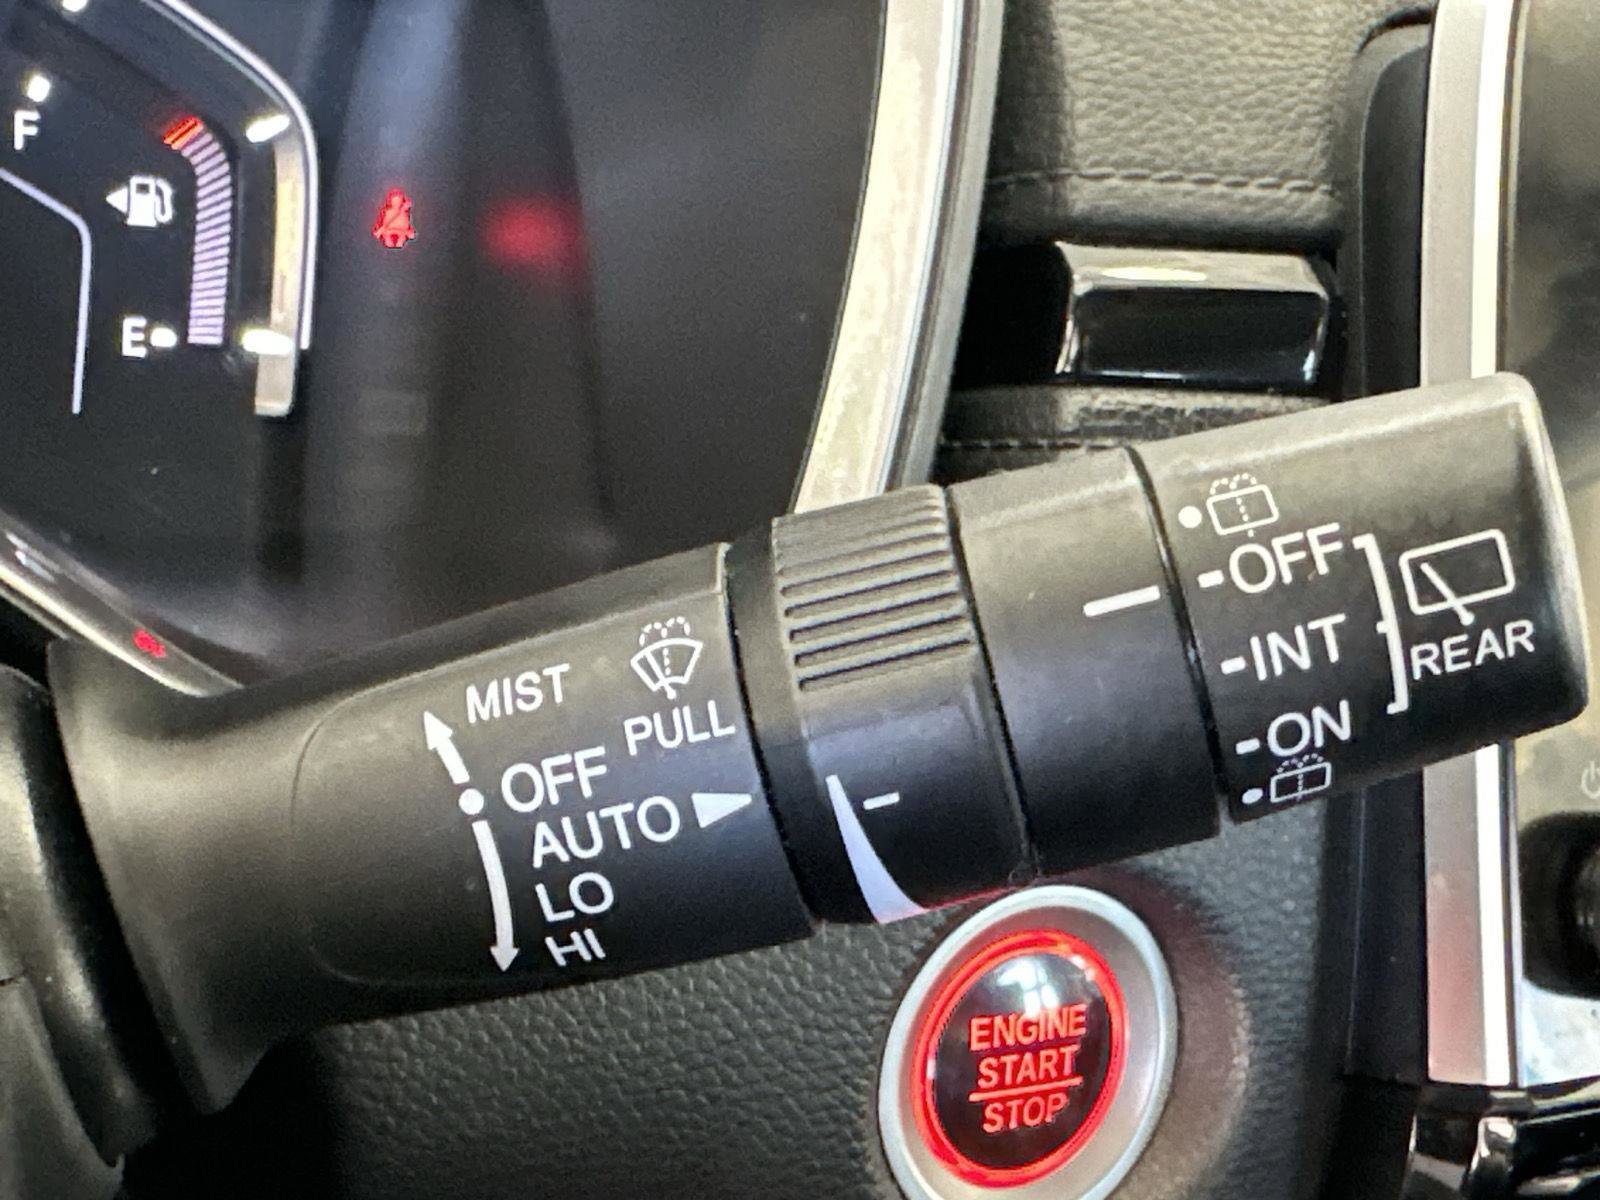 F
E
MIST
PULL
OFF
AUTO
LO
HI
OFF
INT
ON
REAR
ENGINE
START
STOP